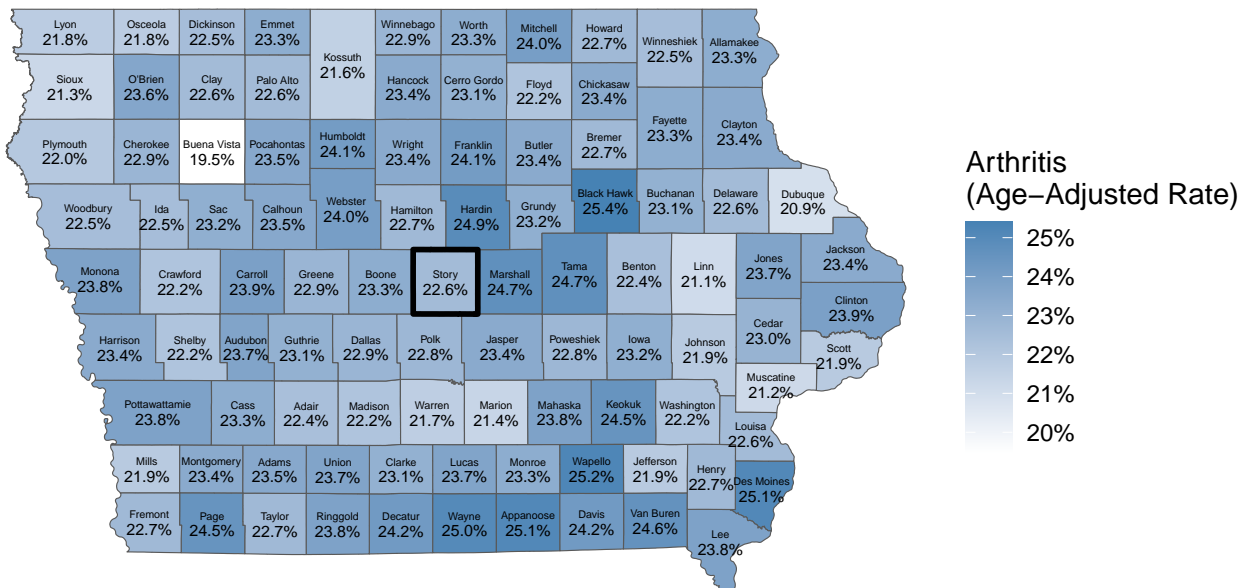 Lyon
21.8%
Osceola
21.8%
Dickinson
22.5%
Emmet
23.3%
Kossuth
21.6%
Winnebago
22.9%
Worth
23.3%
Mitchell
24.0%
Howard
22.7%
Winneshiek
22.5%
Allamakee
23.3%
Sioux
21.3%
O'Brien
23.6%
Clay
22.6%
Palo Alto
22.6%
Hancock
23.4%
Cerro Gordo
23.1%
Floyd
22.2%
Chickasaw
23.4%
Fayette
23.3%
Clayton
23.4%
Plymouth
22.0%
Cherokee
22.9%
Buena Vista
19.5%
Pocahontas
23.5%
Humboldt
24.1%
Wright
23.4%
Franklin
24.1%
Butler
23.4%
Bremer
22.7%
Woodbury
22.5%
Ida
22.5%
Sac
23.2%
Calhoun
23.5%
Webster
24.0%
Hamilton
22.7%
Hardin
24.9%
Grundy
23.2%
Black Hawk
25.4%
Buchanan
23.1%
Delaware
22.6%
Dubuque
20.9%
Monona
23.8%
Crawford
22.2%
Carroll
23.9%
Greene
22.9%
Boone
23.3%
Story
22.6%
Marshall
24.7%
Tama
24.7%
Benton
22.4%
Linn
21.1%
Jones
23.7%
Jackson
23.4%
Clinton
23.9%
Harrison
23.4%
Shelby
22.2%
Audubon
23.7%
Guthrie
23.1%
Dallas
22.9%
Polk
22.8%
Jasper
23.4%
Poweshiek
22.8%
Iowa
23.2%
Johnson
21.9%
Cedar
23.0%
Scott
21.9%
Muscatine
21.2%
Pottawattamie
23.8%
Cass
23.3%
Adair
22.4%
Madison
22.2%
Warren
21.7%
Marion
21.4%
Mahaska
23.8%
Keokuk
24.5%
Washington
22.2%
Louisa
22.6%
Mills
21.9%
Montgomery
23.4%
Adams
23.5%
Union
23.7%
Clarke
23.1%
Lucas
23.7%
Monroe
23.3%
Wapello
25.2%
Jefferson
21.9%
Henry
22.7%
Des Moines
25.1%
Fremont
22.7%
Page
24.5%
Taylor
22.7%
Ringgold
23.8%
Decatur
24.2%
Wayne
25.0%
Appanoose
25.1%
Davis
24.2%
Van Buren
24.6%
Lee
23.8%
Arthritis
(Age−Adjusted Rate)
25%
24%
23%
22%
21%
20%